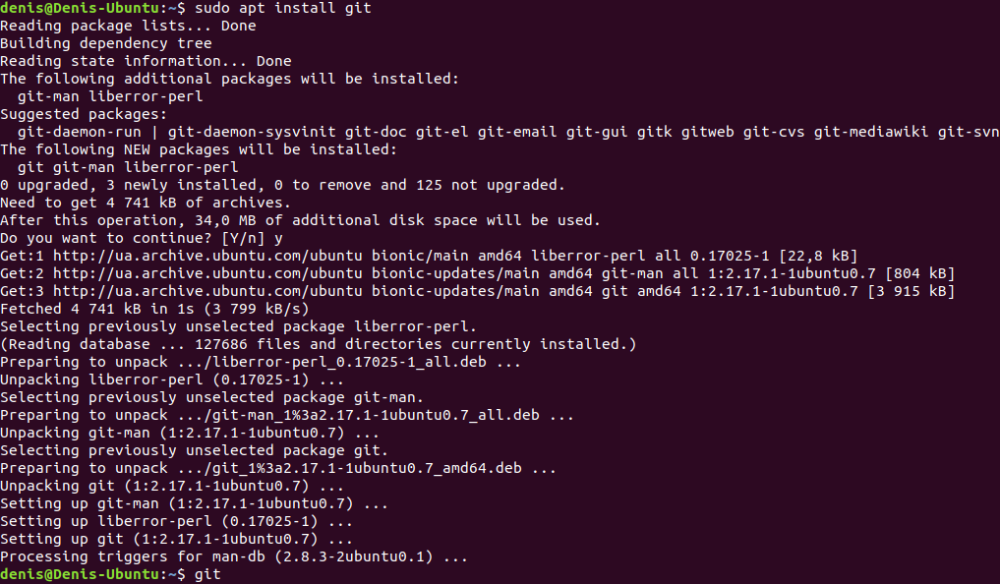 denis@Denis-Ubuntu:~$ sudo apt install git
Reading package lists... Done
Building dependency tree
Reading state information... Done
The following additional packages will be installed:
  git-man liberror-perl
Suggested packages:
  git-daemon-run | git-daemon-sysvinit git-doc git-el git-email git-gui gitk gitweb git-cvs git-mediawiki git-svn
The following NEW packages will be installed:
  git git-man liberror-perl
0 upgraded, 3 newly installed, 0 to remove and 125 not upgraded.
Need to get 4 741 kB of archives.
After this operation, 34,0 MB of additional disk space will be used.
Do you want to continue? [Y/n] y
Get:1 http://ua.archive.ubuntu.com/ubuntu bionic/main amd64 liberror-perl all 0.17025-1 [22,8 kB]
Get:2 http://ua.archive.ubuntu.com/ubuntu bionic-updates/main amd64 git-man all 1:2.17.1-1ubuntu0.7 [804 kB]
Get:3 http://ua.archive.ubuntu.com/ubuntu bionic-updates/main amd64 git amd64 1:2.17.1-1ubuntu0.7 [3 915 kB]
Fetched 4 741 kB in 1s (3 799 kB/s)
Selecting previously unselected package liberror-perl.
(Reading database ... 127686 files and directories currently installed.)
Preparing to unpack .../liberror-perl_0.17025-1_all.deb ...
Unpacking liberror-perl (0.17025-1) ...
Selecting previously unselected package git-man.
Preparing to unpack .../git-man_1%3a2.17.1-1ubuntu0.7_all.deb ...
Unpacking git-man (1:2.17.1-1ubuntu0.7) ...
Selecting previously unselected package git.
Preparing to unpack .../git_1%3a2.17.1-1ubuntu0.7_amd64.deb ...
Unpacking git (1:2.17.1-1ubuntu0.7) ...
Setting up git-man (1:2.17.1-1ubuntu0.7) ...
Setting up liberror-perl (0.17025-1) ...
Setting up git (1:2.17.1-1ubuntu0.7) ...
Processing triggers for man-db (2.8.3-2ubuntu0.1) ...
denis@Denis-Ubuntu:~$ git